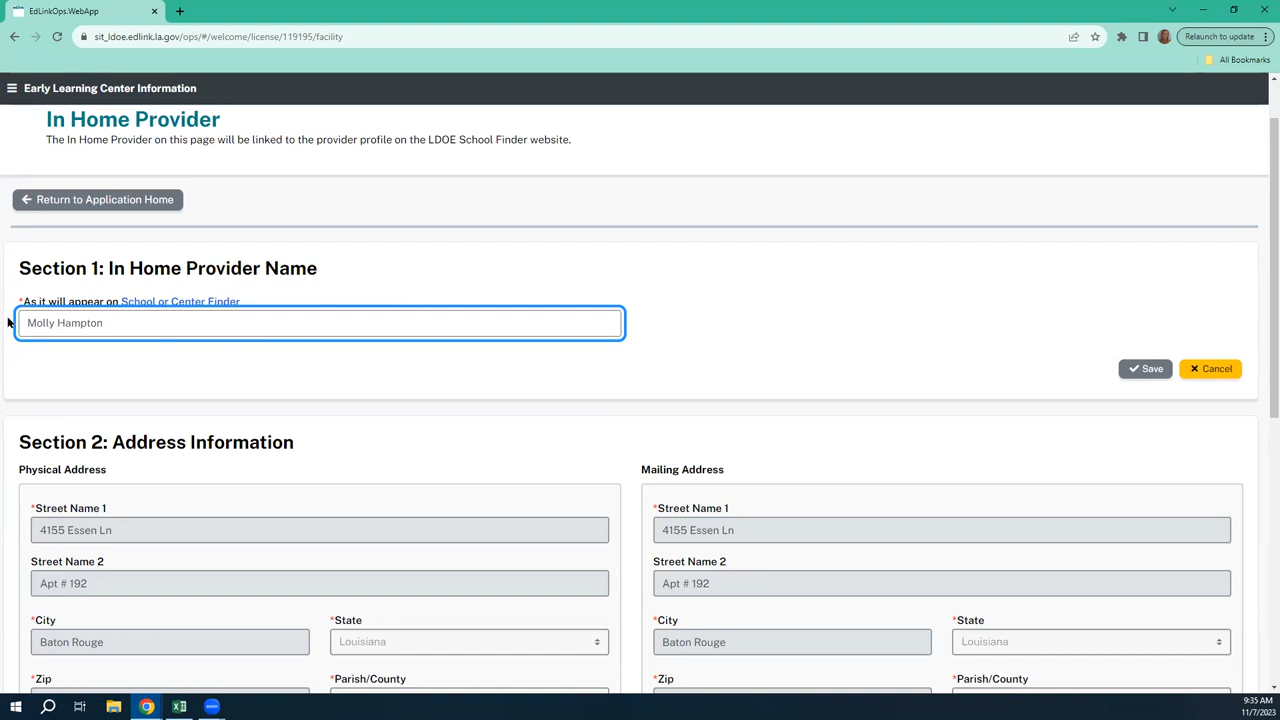 EdLinkOps.WebApp
sit_ldoe.edlink.la.gov/ops/#/welcome/license/119195/facility
Relaunch to update
All Bookmarks
Early Learning Center Information
In Home Provider
The In Home Provider on this page will be linked to the provider profile on the LDOE School Finder website.
Return to Application Home
Section 1: In Home Provider Name
*As it will appear on School or Center Finder
Molly Hampton
Save
Cancel
Section 2: Address Information
Physical Address
Mailing Address
*Street Name 1
*Street Name 1
4155 Essen Ln
4155 Essen Ln
Street Name 2
Street Name 2
Apt # 192
Apt # 192
*City
*State
*City
*State
Baton Rouge
Louisiana
Baton Rouge
Louisiana
*Zip
*Parish/County
*Zip
*Parish/County
9:35 AM
11/7/2023